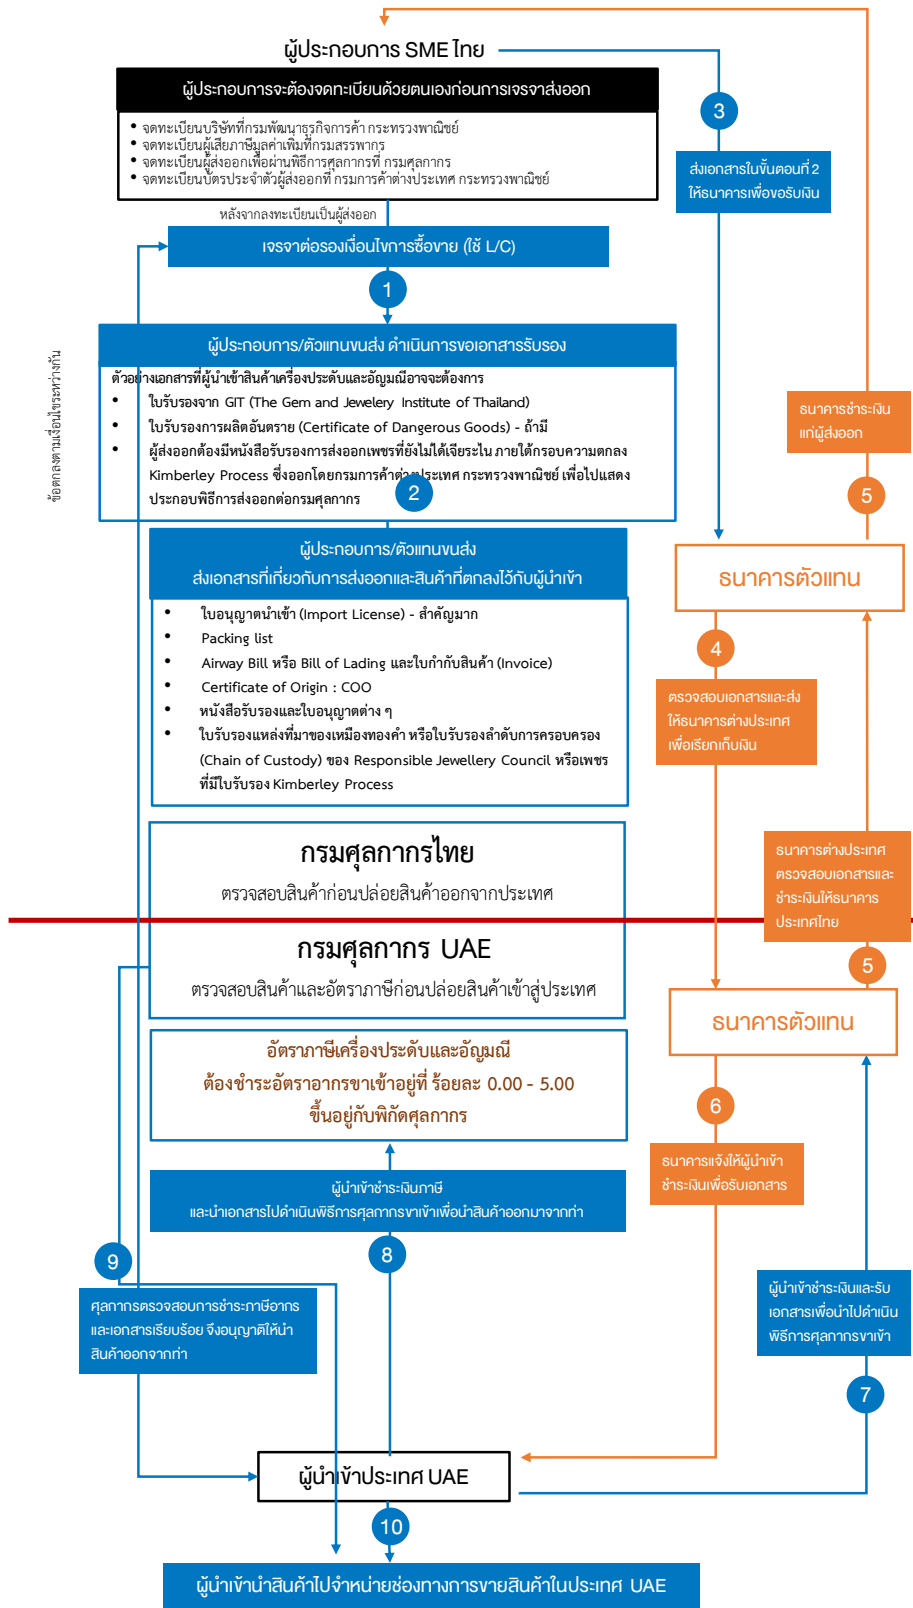 ผู้ประกอบการ SME ไทย
ผู้ประกอบการจะต้องจดทะเบียนด้วยตนเองก่อนการเจรจาส่งออก
• จดทะเบียนบริษัทที่กรมพัฒนาธุรกิจการค้า กระทรวงพาณิชย์
• จดทะเบียนผู้เสียภาษีมูลค่าเพิ่มที่กรมสรรพากร
• จดทะเบียนผู้ส่งออกเพื่อผ่านพิธีการศุลกากรที่ กรมศุลกากร
• จดทะเบียนบัตรประจำตัวผู้ส่งออกที่ กรมการค้าต่างประเทศ กระทรวงพาณิชย์
หลังจากลงทะเบียนเป็นผู้ส่งออก
เจรจาต่อรองเงื่อนไขการซื้อขาย (ใช้ L/C)
1
ข้อตกลงตามเงื่อนไขระหว่างกัน
ผู้ประกอบการ/ตัวแทนขนส่ง ดำเนินการขอเอกสารรับรอง
ตัวอย่างเอกสารที่ผู้นำเข้าสินค้าเครื่องประดับและอัญมณีอาจจะต้องการ
• ใบรับรองจาก GIT (The Gem and Jewelery Institute of Thailand)
• ใบรับรองการผลิตอันตราย (Certificate of Dangerous Goods) - ถ้ามี
• ผู้ส่งออกต้องมีหนังสือรับรองการส่งออกเพชรที่ยังไม่ได้เจียระไน ภายใต้กรอบความตกลง
Kimberley Process ซึ่งออกโดยกรมการค้าต่างประเทศ กระทรวงพาณิชย์ เพื่อไปแสดง
ประกอบพิธีการส่งออกต่อกรมศุลกากร
2
ผู้ประกอบการ/ตัวแทนขนส่ง
ส่งเอกสารที่เกี่ยวกับการส่งออกและสินค้าที่ตกลงไว้กับผู้นำเข้า
• ใบอนุญาตนำเข้า (Import License) - สำคัญมาก
• Packing list
• Airway Bill หรือ Bill of Lading และใบกำกับสินค้า (Invoice)
• Certificate of Origin : COO
• หนังสือรับรองและใบอนุญาตต่าง ๆ
• ใบรับรองแหล่งที่มาของเหมืองทองคำ หรือใบรับรองลำดับการครอบครอง
(Chain of Custody) ของ Responsible Jewellery Council หรือเพชร
ที่มีใบรับรอง Kimberley Process
กรมศุลกากรไทย
ตรวจสอบสินค้าก่อนปล่อยสินค้าออกจากประเทศ
กรมศุลกากร UAE
ตรวจสอบสินค้าและอัตราภาษีก่อนปล่อยสินค้าเข้าสู่ประเทศ
อัตราภาษีเครื่องประดับและอัญมณี
ต้องชำระอัตราอากรขาเข้าอยู่ที่ ร้อยละ 0.00 - 5.00
ขึ้นอยู่กับพิกัดศุลกากร
ผู้นำเข้าชำระเงินภาษี
และนำเอกสารไปดำเนินพิธีการศุลกากรขาเข้าเพื่อนำสินค้าออกมาจากท่า
8
9
ศุลกากรตรวจสอบการชำระภาษีอากร
และเอกสารเรียบร้อย จึงอนุญาติให้นำ
สินค้าออกจากท่า
ผู้นำเข้าประเทศ UAE
10
ผู้นำเข้านำสินค้าไปจำหน่ายช่องทางการขายสินค้าในประเทศ UAE
3
ส่งเอกสารในขั้นตอนที่ 2
ให้ธนาคารเพื่อขอรับเงิน
ธนาคารชำระเงิน
แก่ผู้ส่งออก
5
ธนาคารตัวแทน
4
ตรวจสอบเอกสารและส่ง
ให้ธนาคารต่างประเทศ
เพื่อเรียกเก็บเงิน
ธนาคารต่างประเทศ
ตรวจสอบเอกสารและ
ชำระเงินให้ธนาคาร
ประเทศไทย
5
ธนาคารตัวแทน
6
ธนาคารแจ้งให้ผู้นำเข้า
ชำระเงินเพื่อรับเอกสาร
ผู้นำเข้าชำระเงินและรับ
เอกสารเพื่อนำไปดำเนิน
พิธีการศุลกากรขาเข้า
7